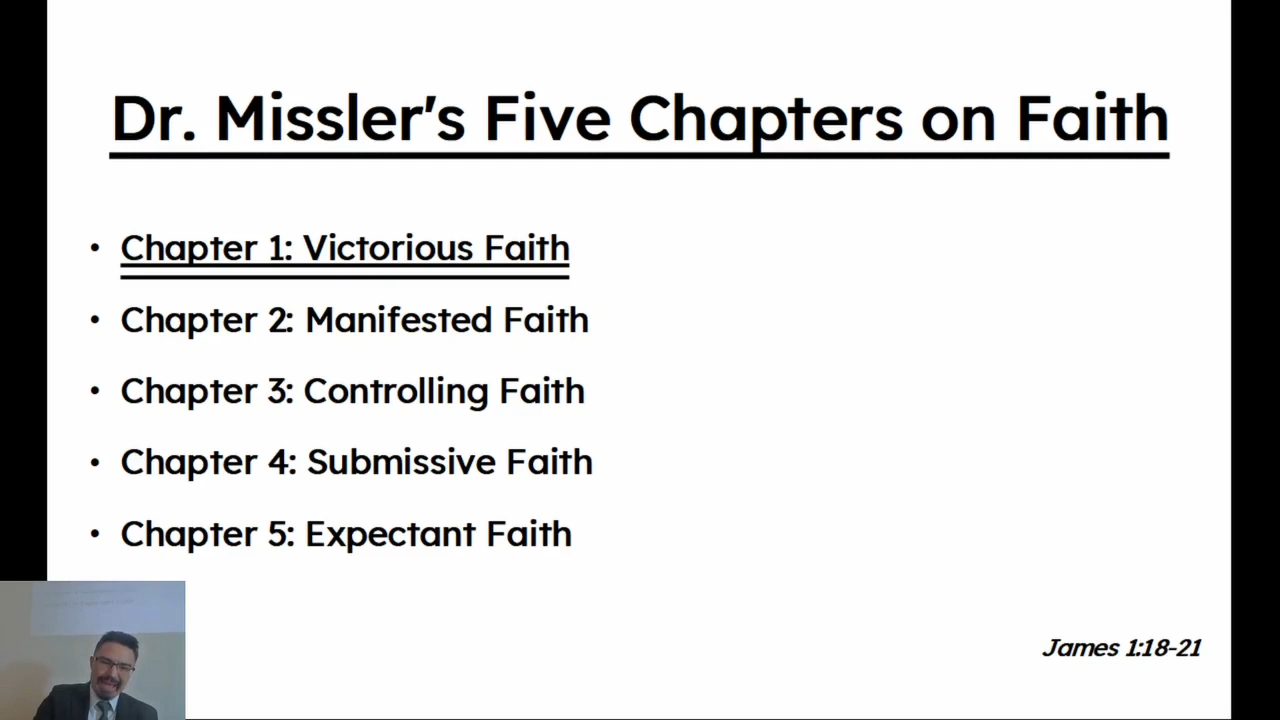 Dr. Missler's Five Chapters on Faith
• Chapter 1: Victorious Faith
• Chapter 2: Manifested Faith
• Chapter 3: Controlling Faith
• Chapter 4: Submissive Faith
• Chapter 5: Expectant Faith
James 1:18-21